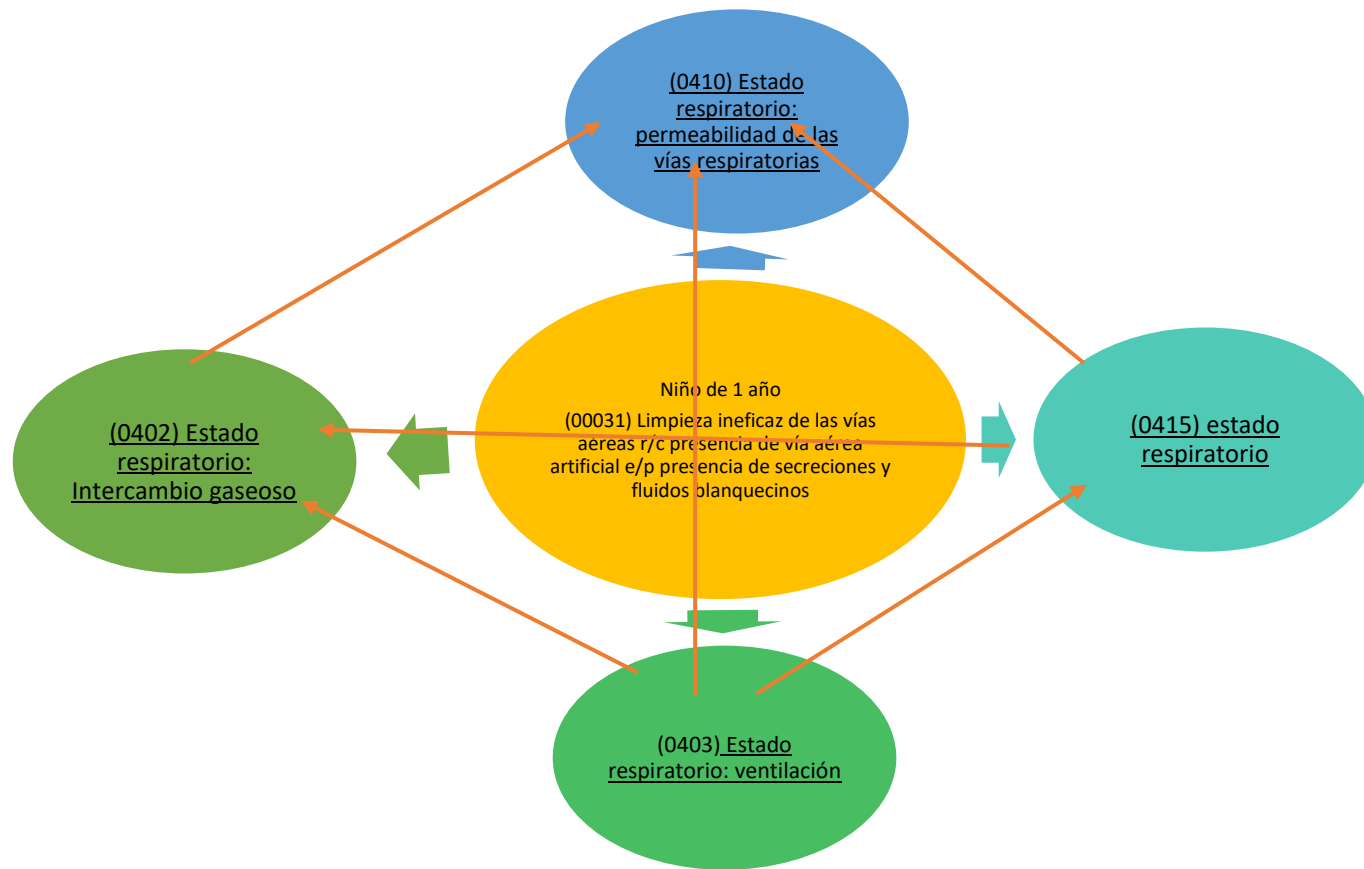 (0410) Estado
respiratorio:
permeabilidad de las
vías respiratorias
Niño de 1 año
(00031) Limpieza ineficaz de las vías
aéreas r/c presencia de vía aérea
artificial e/p presencia de secreciones y
fluidos blanquecinos
(0402) Estado
respiratorio:
Intercambio gaseoso
(0415) estado
respiratorio
(0403) Estado
respiratorio: ventilación